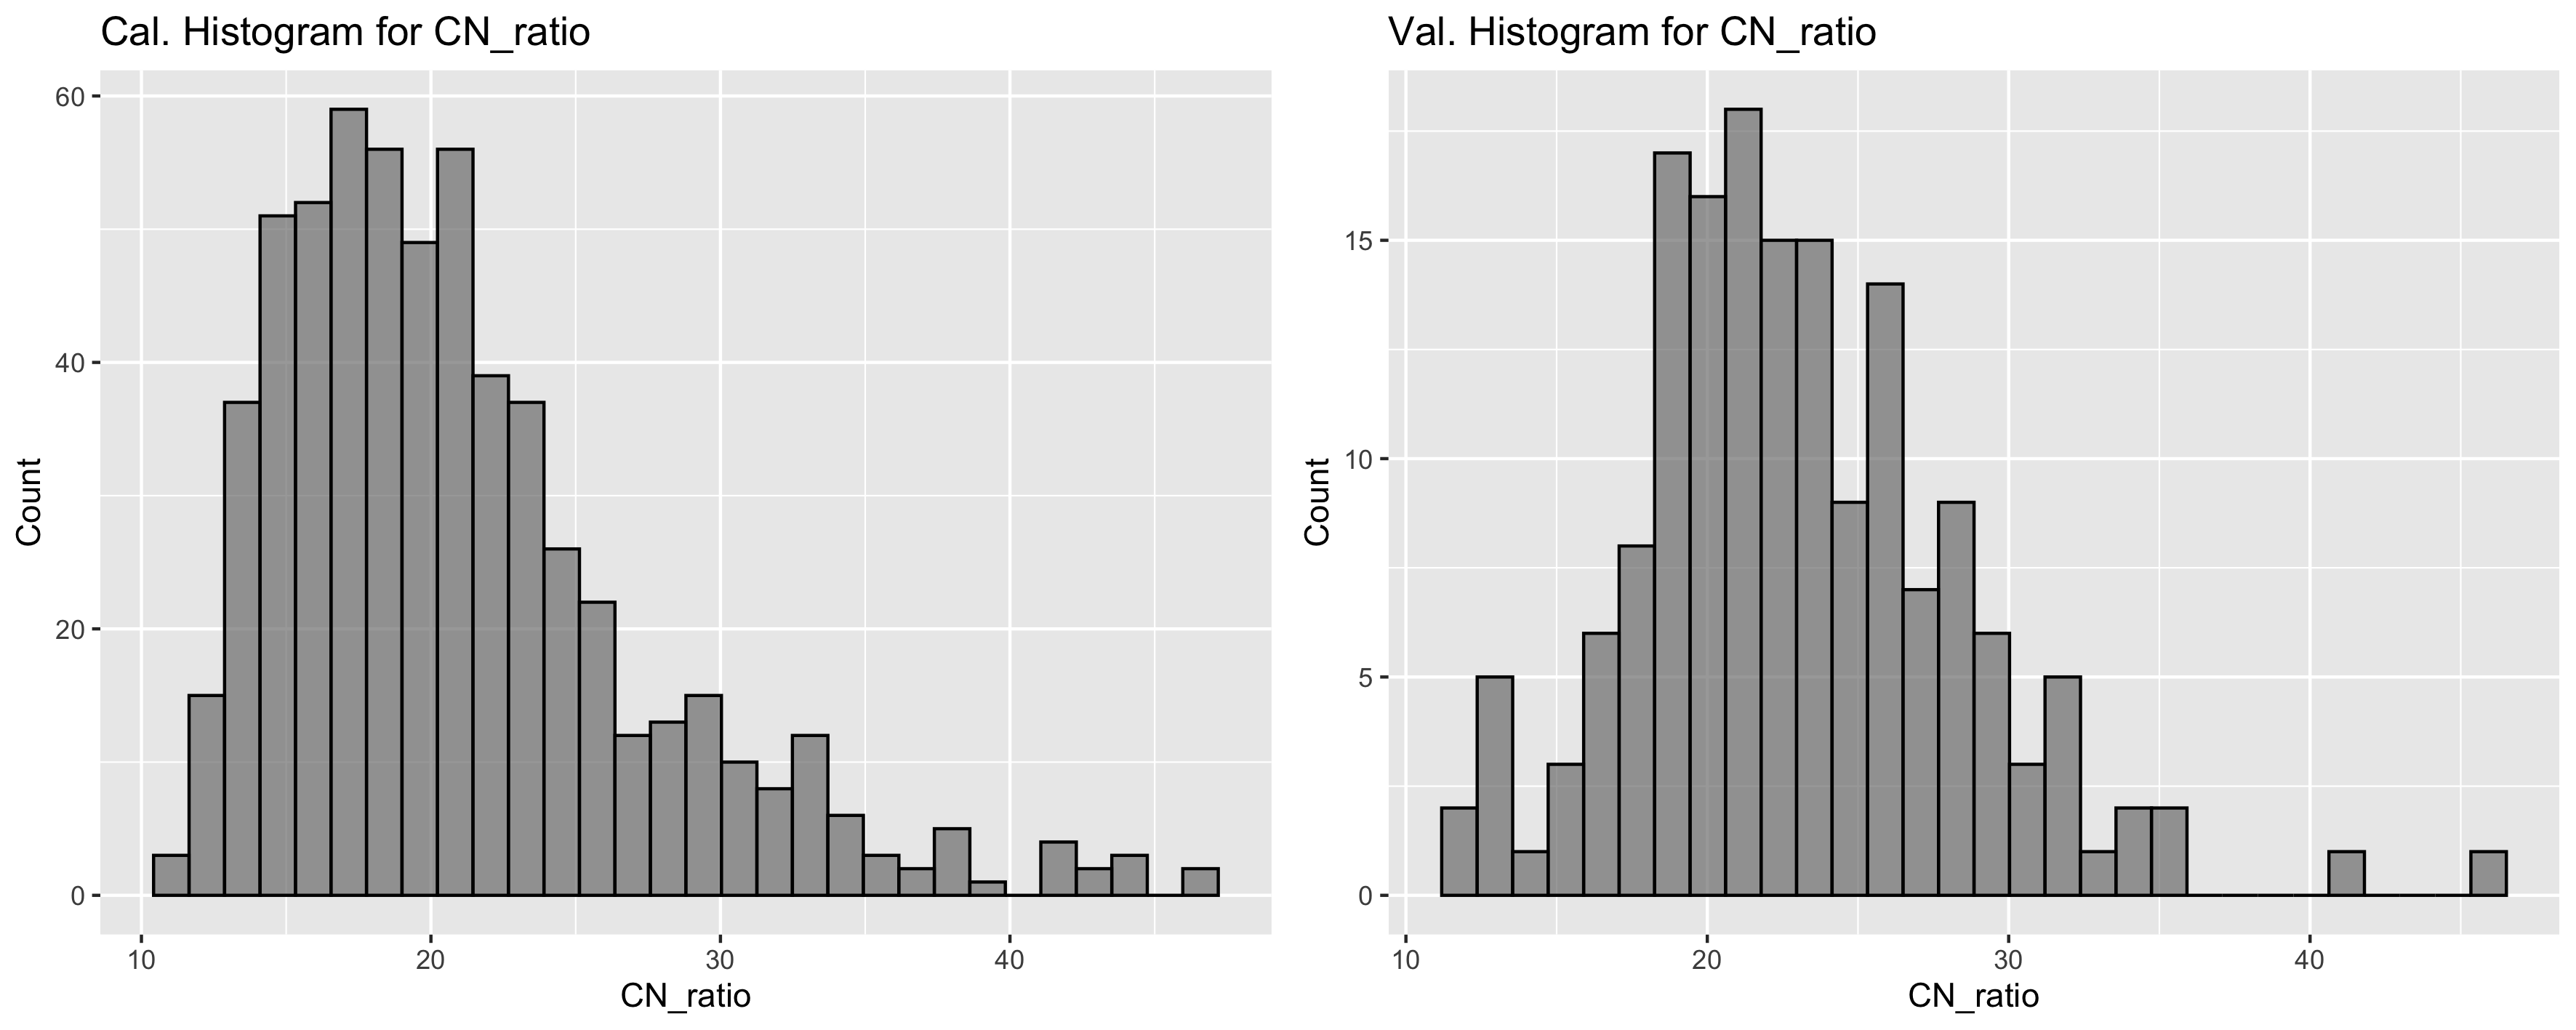 Cal. Histogram for CN_ratio
60
40
20
0
Count
10 20 30 40
CN_ratio
Val. Histogram for CN_ratio
15
10
5
0
Count
10 20 30 40
CN_ratio